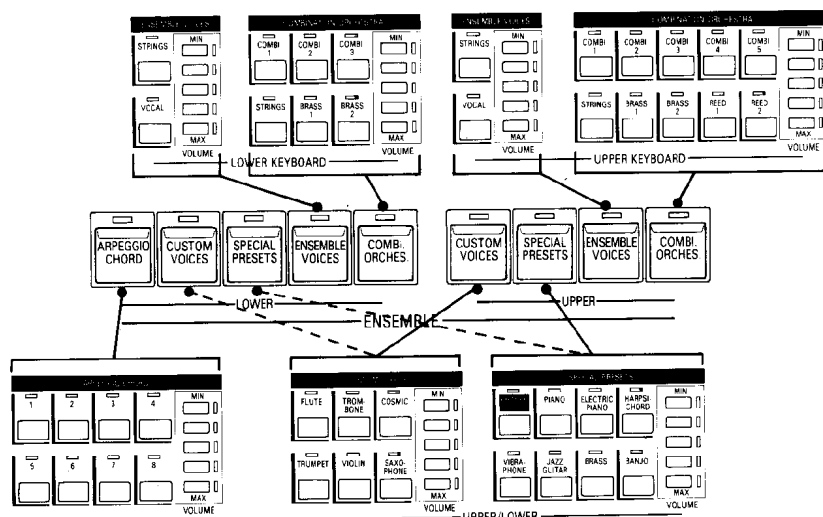 ENSEMBLE VOICES
COMBINATION ORCHESTRA
ENSEMBLE VOICES
COMBINATION ORCHESTRA
STRINGS
MIN
COMBI 1
COMBI 2
COMBI 3
MIN
STRINGS
MIN
COMBI 1
COMBI 2
COMBI 3
COMBI 4
COMBI 5
MIN
VOCAL
STRINGS
BRASS 1
BRASS 2
VOCAL
STRINGS
BRASS 1
BRASS 2
REED 1
REED 2
MAX
MAX
MAX
MAX
VOLUME
VOLUME
VOLUME
VOLUME
LOWER KEYBOARD
UPPER KEYBOARD
ARPEGGIO CHORD
CUSTOM VOICES
SPECIAL PRESETS
ENSEMBLE VOICES
COMBI. ORCHES.
CUSTOM VOICES
SPECIAL PRESETS
ENSEMBLE VOICES
COMBI. ORCHES.
LOWER
UPPER
ENSEMBLE
SPECIAL PRESETS
1
2
3
4
MIN
FLUTE
TROM-
BONE
COSMIC
MIN
PIANO
ELECTRIC
PIANO
HARPSI-
CHORD
MIN
5
6
7
8
TRUMPET
VIOLIN
SAXO-
PHONE
VIBRA-
PHONE
JAZZ
GUITAR
BRASS
BANJO
MAX
MAX
MAX
VOLUME
VOLUME
VOLUME
UPPER/LOWER